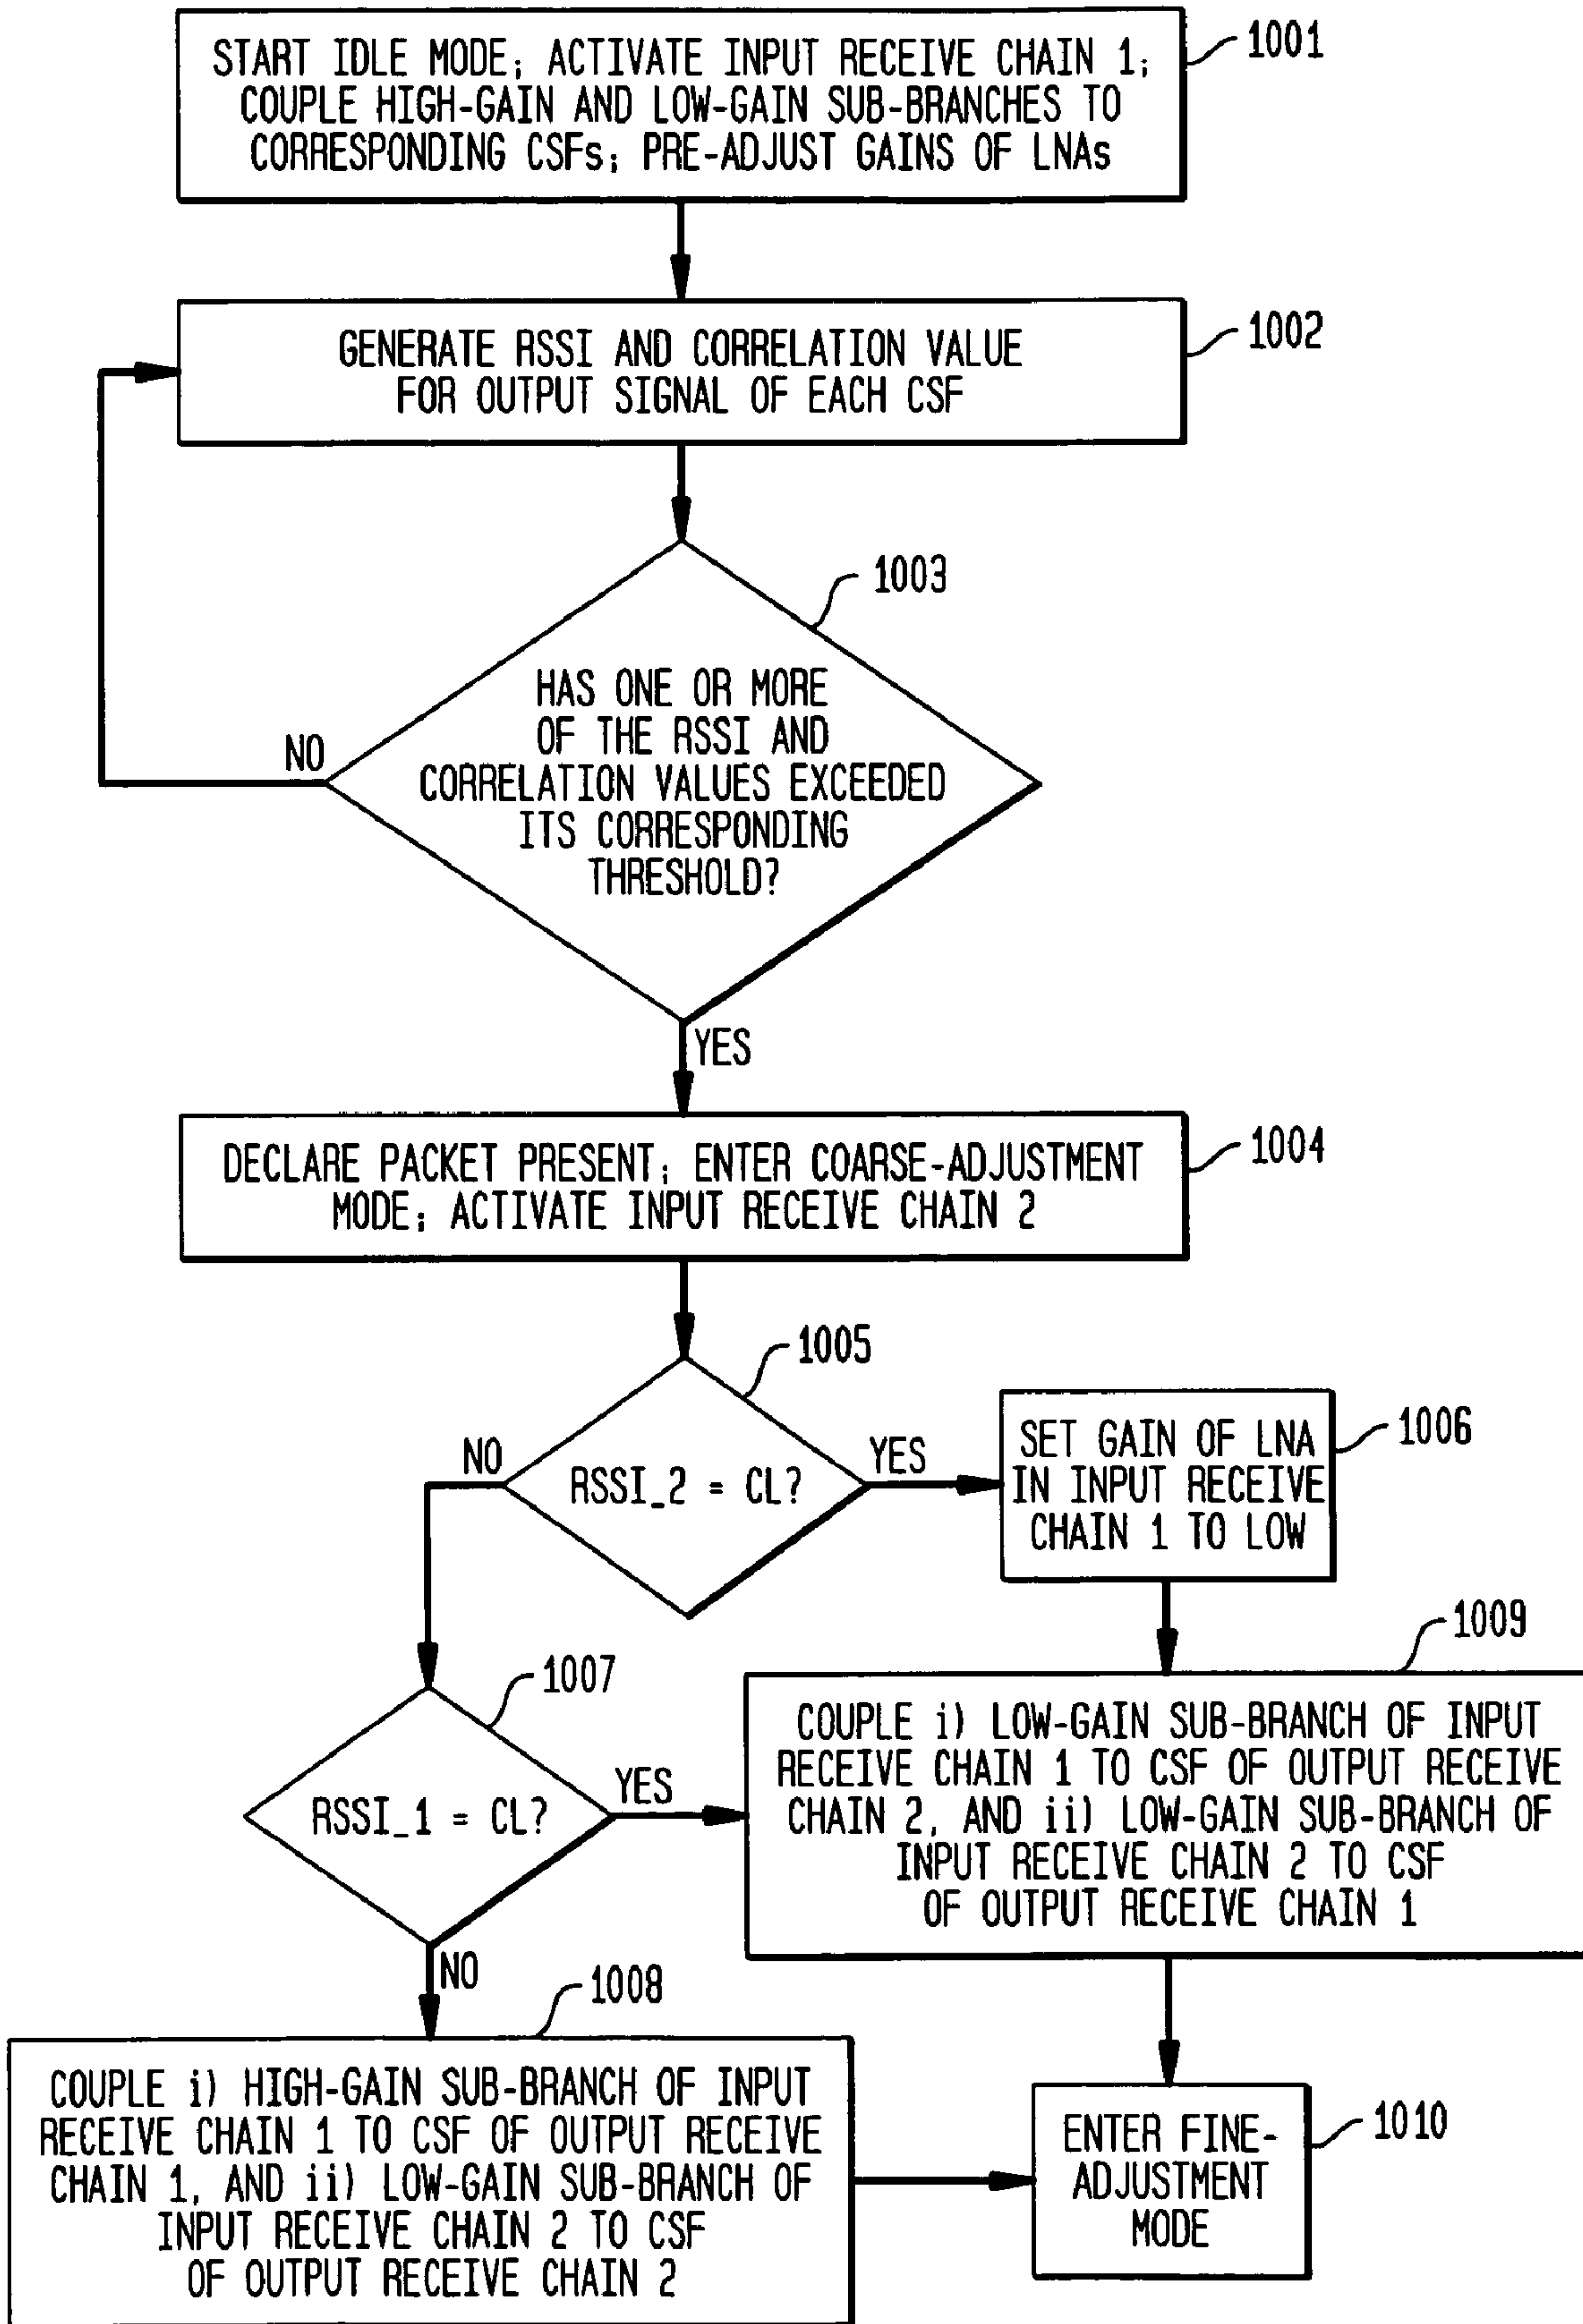 START IDLE MODE; ACTIVATE INPUT RECEIVE CHAIN 1;
COUPLE HIGH-GAIN AND LOW-GAIN SUB-BRANCHES TO
CORRESPONDING CSFs; PRE-ADJUST GAINS OF LNAs
1001
GENERATE RSSI AND CORRELATION VALUE
FOR OUTPUT SIGNAL OF EACH CSF
1002
1003
HAS ONE OR MORE
OF THE RSSI AND
CORRELATION VALUES EXCEEDED
ITS CORRESPONDING
THRESHOLD?
NO
YES
DECLARE PACKET PRESENT; ENTER COARSE-ADJUSTMENT
MODE; ACTIVATE INPUT RECEIVE CHAIN 2
1004
1005
RSSI_2 = CL?
NO
YES
SET GAIN OF LNA
IN INPUT RECEIVE
CHAIN 1 TO LOW
1006
1007
RSSI_1 = CL?
YES
NO
1009
COUPLE i) LOW-GAIN SUB-BRANCH OF INPUT
RECEIVE CHAIN 1 TO CSF OF OUTPUT RECEIVE
CHAIN 2, AND ii) LOW-GAIN SUB-BRANCH OF
INPUT RECEIVE CHAIN 2 TO CSF
OF OUTPUT RECEIVE CHAIN 1
1008
COUPLE i) HIGH-GAIN SUB-BRANCH OF INPUT
RECEIVE CHAIN 1 TO CSF OF OUTPUT RECEIVE
CHAIN 1, AND ii) LOW-GAIN SUB-BRANCH OF
INPUT RECEIVE CHAIN 2 TO CSF
OF OUTPUT RECEIVE CHAIN 2
ENTER FINE-
ADJUSTMENT
MODE
1010